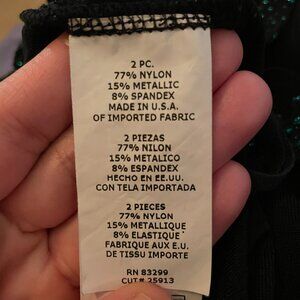 2 PC.
77% NYLON
15% METALLIC
8% SPANDEX
MADE IN U.S.A.
OF IMPORTED FABRIC
2 PIEZAS
77% NILON
15% METALICO
8% ESPANDEX
HECHO EN EE.UU.
CON TELA IMPORTADA
2 PIECES
77% NYLON
15% METALLIQUE
8% ELASTIQUE
FABRIQUE AUX E.U.
DE TISSU IMPORTE
RN 83299
CUT# 25913